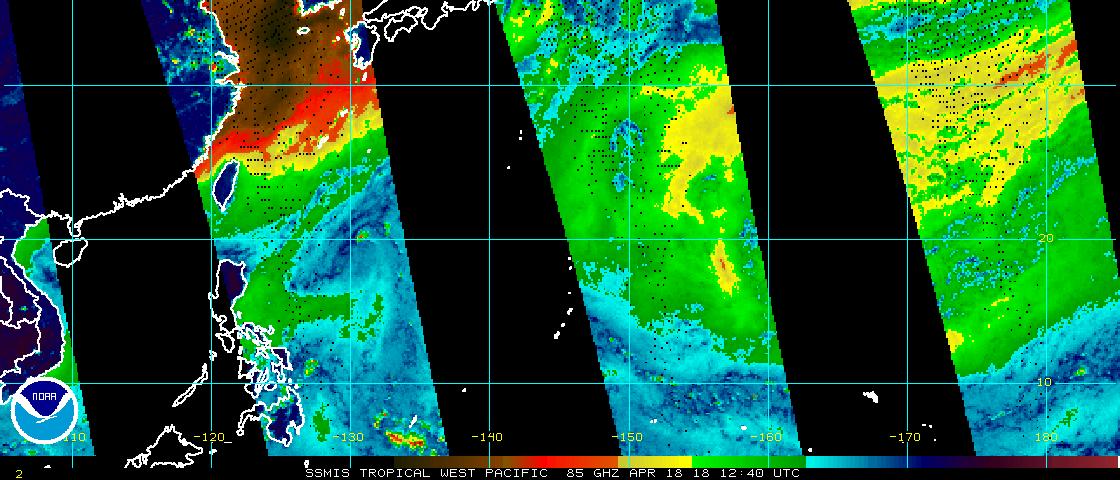 20
10
NOAA
-110 -120_ -130 -140 -150 -160 -170 180
2 SSMIS TROPICAL WEST PACIFIC 85 GHZ APR 18 18 12:40 UTC